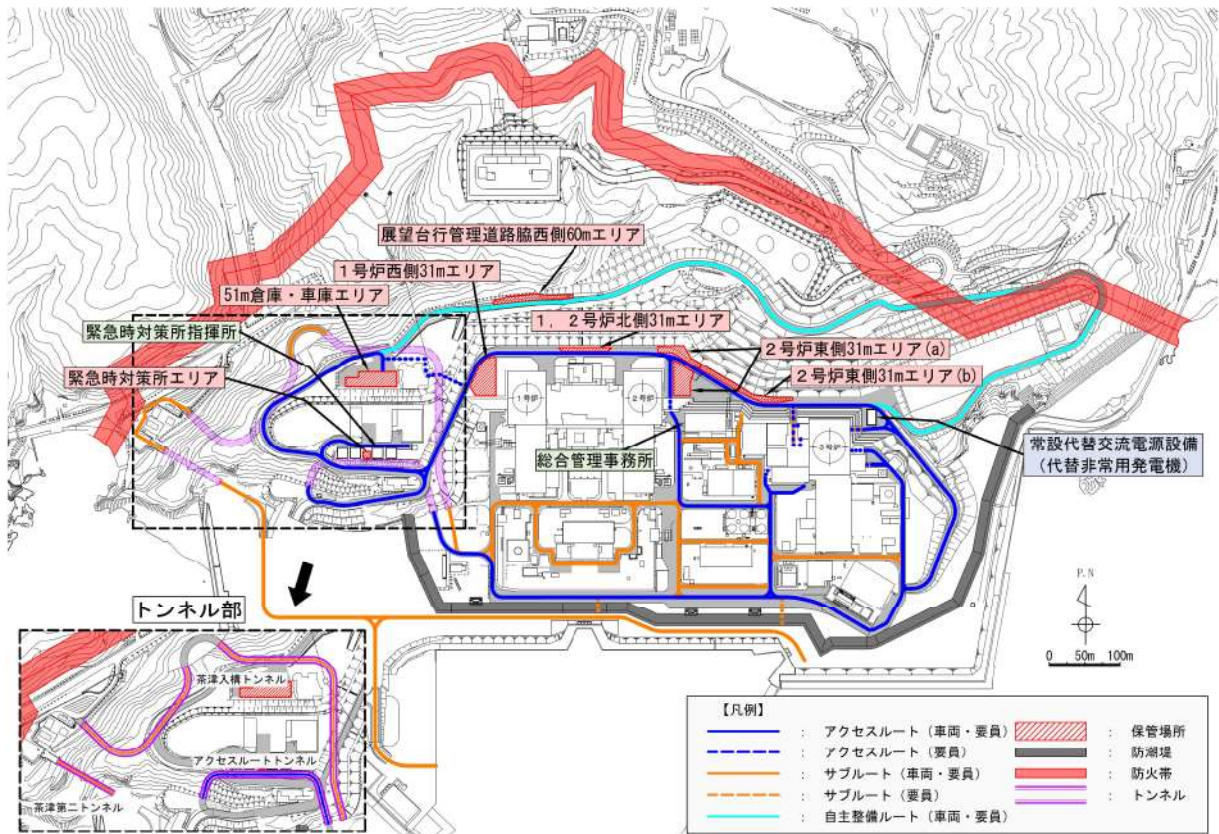 展望台行管理道路脇西側60mエリア
1号炉西側31mエリア
51m倉庫・車庫エリア
1，2号炉北側31mエリア
緊急時対策所指揮所
2号炉東側31mエリア(a)
緊急時対策所エリア
2号炉東側31mエリア(b)
1号炉
2号炉
3号炉
総合管理事務所
常設代替交流電源設備
(代替非常用発電機)
トンネル部
茶津入構トンネル
アクセスルートトンネル
茶津第二トンネル
P.N
0 50m 100m
【凡例】
： アクセスルート（車両・要員）
： アクセスルート（要員）
： サブルート（車両・要員）
： サブルート（要員）
： 自主整備ルート（車両・要員）
： 保管場所
： 防潮堤
： 防火帯
： トンネル